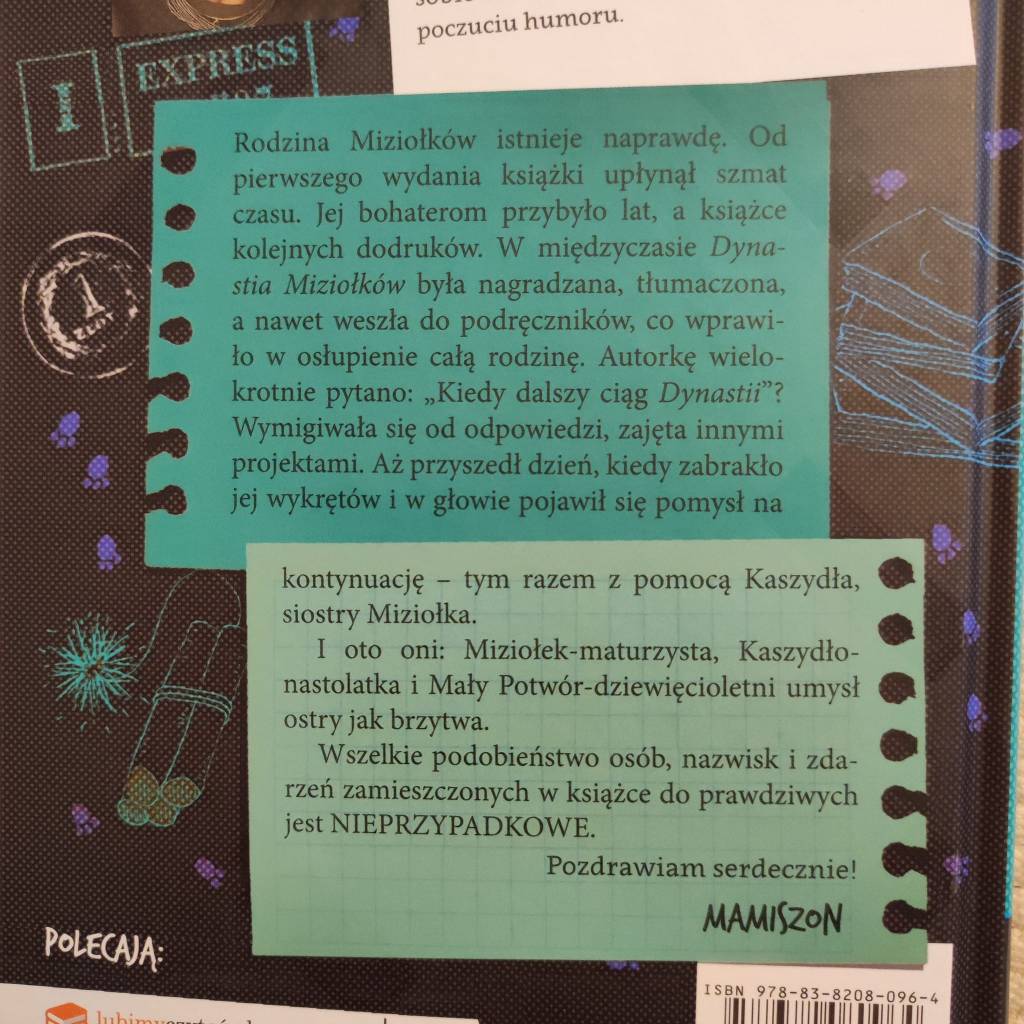 poczuciu humoru.
I EXPRESS
1
ZŁOTY
Rodzina Miziołków istnieje naprawdę. Od
pierwszego wydania książki upłynął szmat
czasu. Jej bohaterom przybyło lat, a książce
kolejnych dodruków. W międzyczasie Dyna-
stia Miziołków była nagradzana, tłumaczona,
a nawet weszła do podręczników, co wprawi-
ło w osłupienie całą rodzinę. Autorkę wielo-
krotnie pytano: „Kiedy dalszy ciąg Dynastii”?
Wymigiwała się od odpowiedzi, zajęta innymi
projektami. Aż przyszedł dzień, kiedy zabrakło
jej wykrętów i w głowie pojawił się pomysł na
kontynuację – tym razem z pomocą Kaszydła,
siostry Miziołka.
I oto oni: Miziołek-maturzysta, Kaszydło-
nastolatka i Mały Potwór-dziewięcioletni umysł
ostry jak brzytwa.
Wszelkie podobieństwo osób, nazwisk i zda-
rzeń zamieszczonych w książce do prawdziwych
jest NIEPRZYPADKOWE.
Pozdrawiam serdecznie!
MAMISZON
POLECAJĄ:
ISBN 978-83-8208-096-4